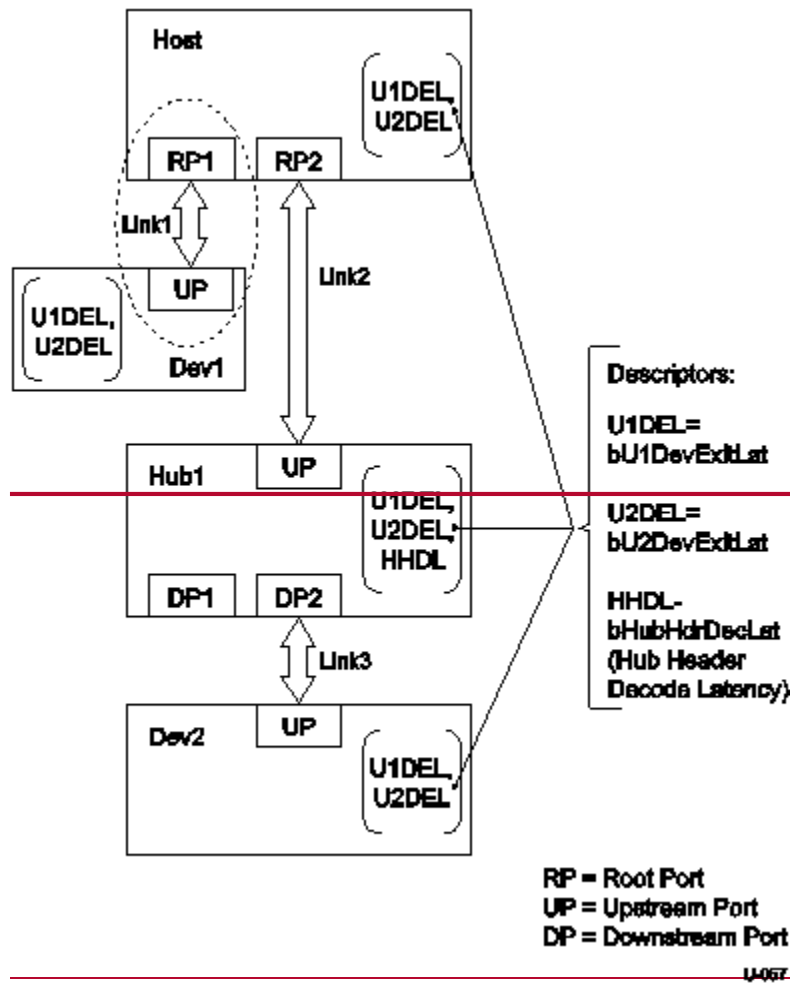 Host
U1DEL,
U2DEL
RP1
RP2
Link1
Link2
UP
U1DEL,
U2DEL
Dev1
Descriptors:
U1DEL=
bU1DevExitLat
U2DEL=
bU2DevExitLat
HHDL-
bHubHdrDecLat
(Hub Header
Decode Latency)
Hub1
UP
U1DEL,
U2DEL,
HHDL
DP1
DP2
Link3
Dev2
UP
U1DEL,
U2DEL
RP = Root Port
UP = Upstream Port
DP = Downstream Port
U-057